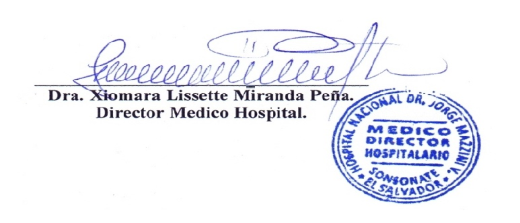 Dra. Xiomara Lissette Miranda Peña.
Director Medico Hospital.
HOSPITAL NACIONAL DR. JORGE MAZZINI V.
MEDICO
DIRECTOR
HOSPITALARIO
* SONSONATE *
EL SALVADOR